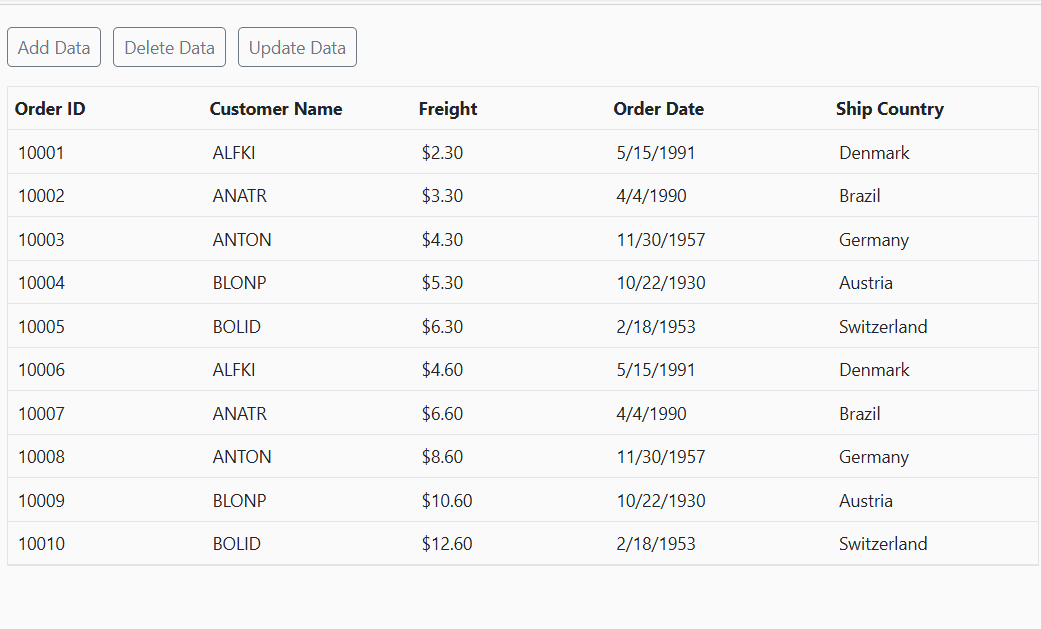 Add Data Delete Data Update Data
Order ID Customer Name Freight Order Date Ship Country
10001 ALFKI $2.30 5/15/1991 Denmark
10002 ANATR $3.30 4/4/1990 Brazil
10003 ANTON $4.30 11/30/1957 Germany
10004 BLONP $5.30 10/22/1930 Austria
10005 BOLID $6.30 2/18/1953 Switzerland
10006 ALFKI $4.60 5/15/1991 Denmark
10007 ANATR $6.60 4/4/1990 Brazil
10008 ANTON $8.60 11/30/1957 Germany
10009 BLONP $10.60 10/22/1930 Austria
10010 BOLID $12.60 2/18/1953 Switzerland